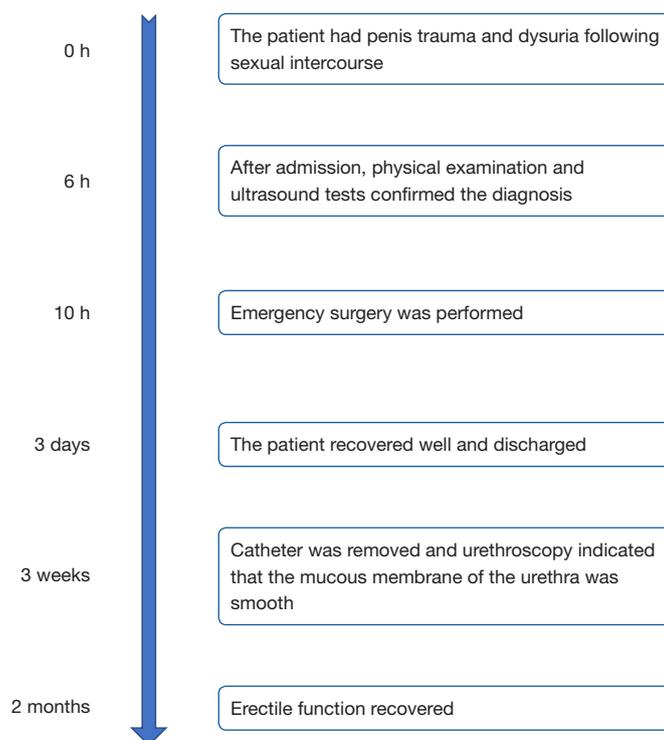 0 h
The patient had penis trauma and dysuria following
sexual intercourse
6 h
After admission, physical examination and
ultrasound tests confirmed the diagnosis
10 h
Emergency surgery was performed
3 days
The patient recovered well and discharged
3 weeks
Catheter was removed and urethroscopy indicated
that the mucous membrane of the urethra was
smooth
2 months
Erectile function recovered